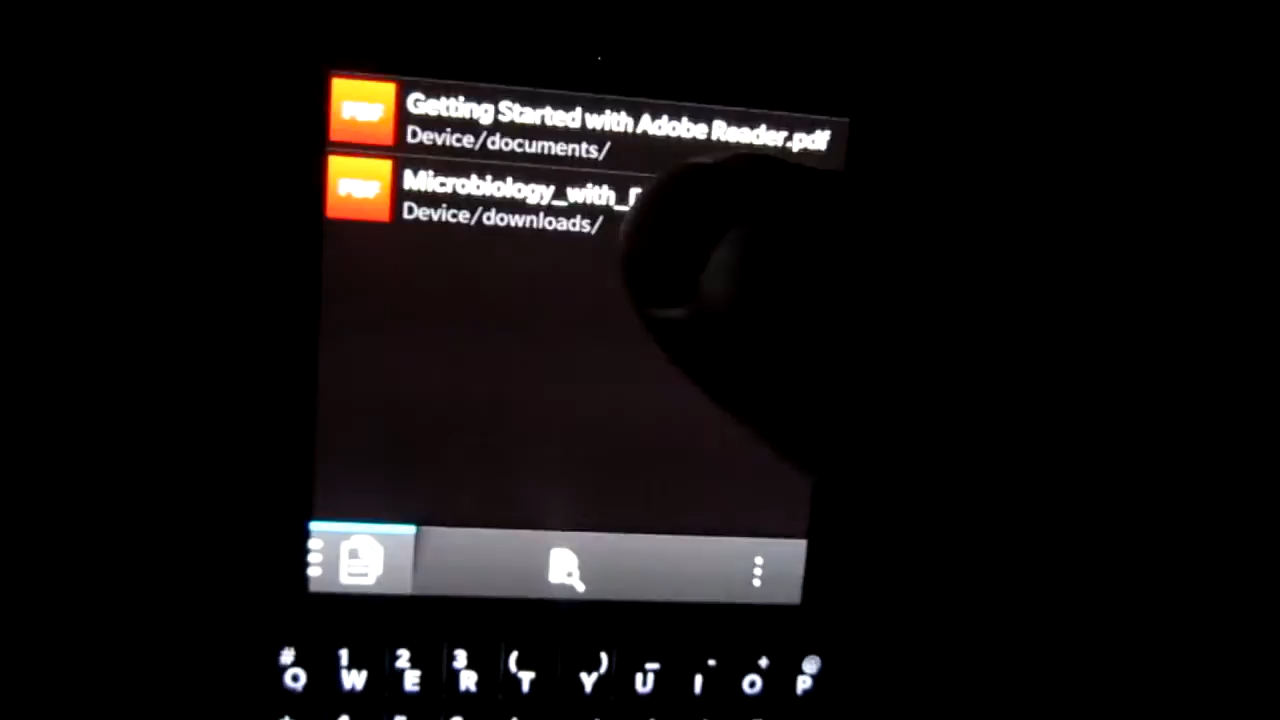 PDF
Getting Started with Adobe Reader.pdf
Device/documents/
PDF
Microbiology_with_
Device/downloads/
# 1 2 3 ( ) _ - + @
Q W E R T Y U I O P